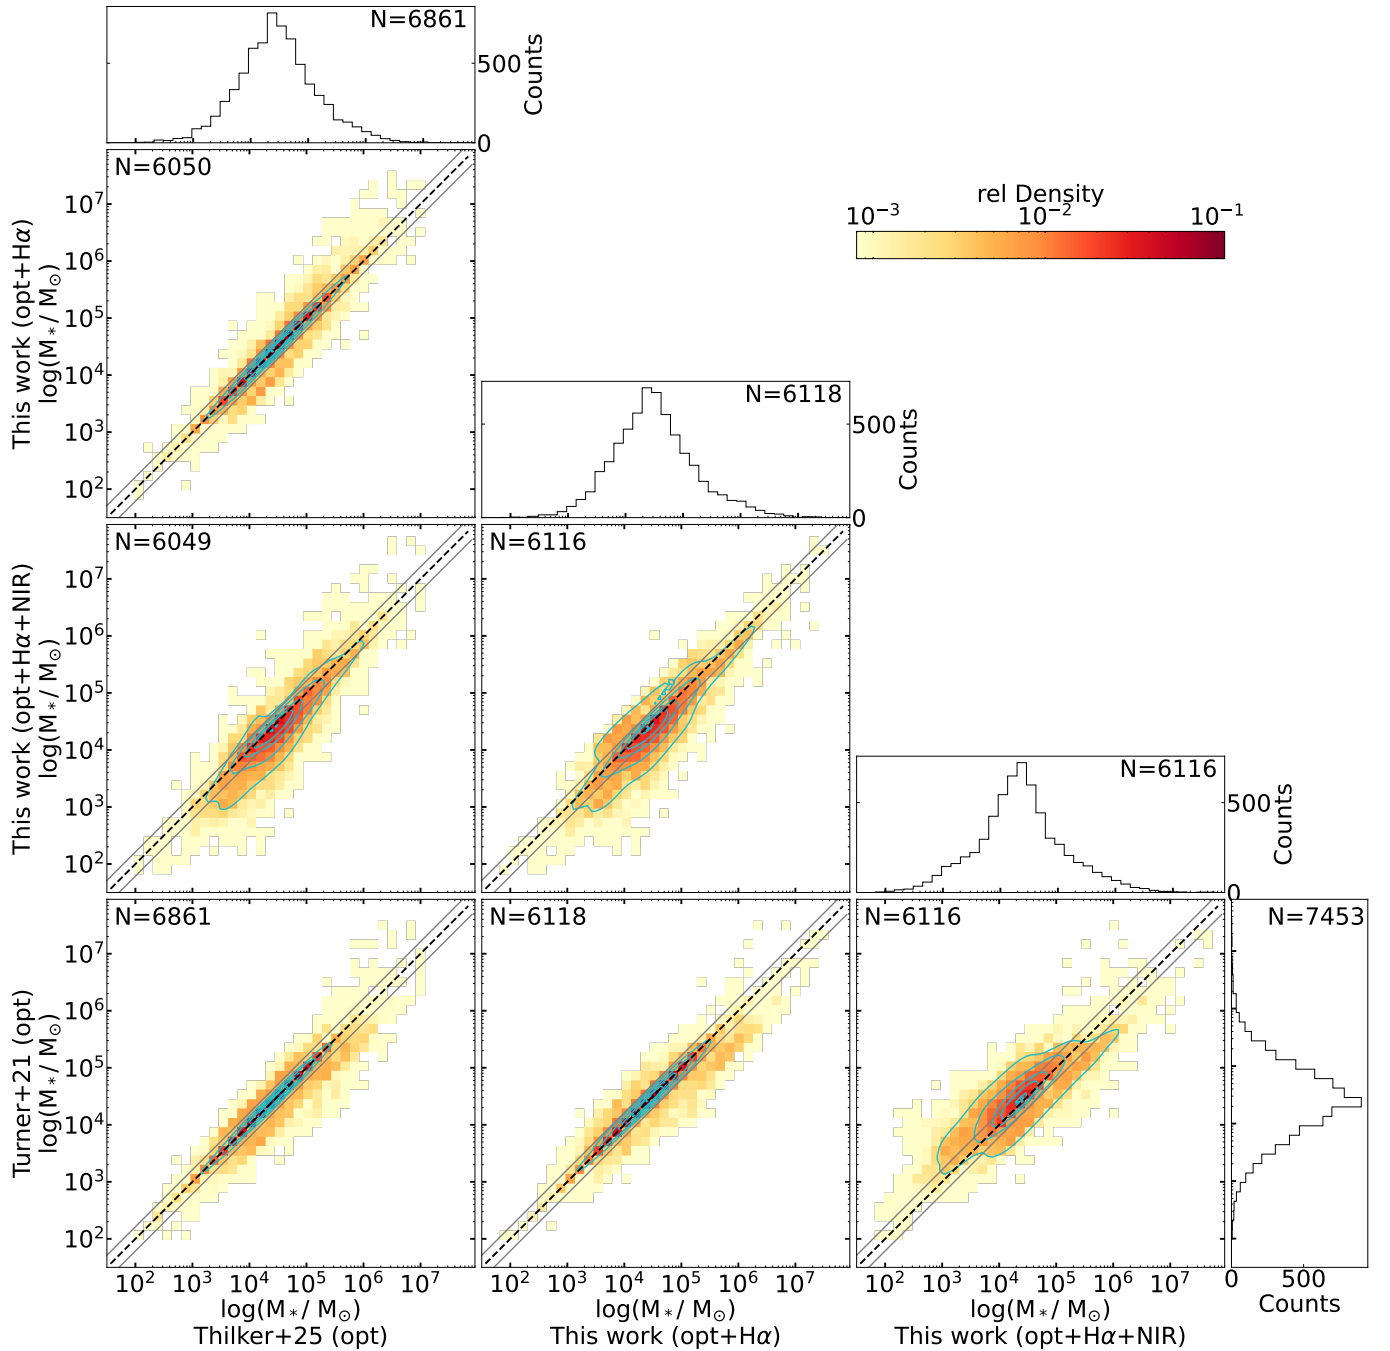 N=6861
500
0
Counts
N=6050
10⁷
10⁶
10⁵
10⁴
10³
10²
This work (opt+Hα)
log(M*/ M⊙)
rel Density
10⁻³ 10⁻² 10⁻¹
N=6118
500
0
Counts
N=6049
10⁷
10⁶
10⁵
10⁴
10³
10²
This work (opt+Hα+NIR)
log(M*/ M⊙)
N=6116
N=6116
500
0
Counts
N=6861
10⁷
10⁶
10⁵
10⁴
10³
10²
Turner+21 (opt)
log(M*/ M⊙)
N=6118
N=6116
N=7453
10² 10³ 10⁴ 10⁵ 10⁶ 10⁷
log(M*/ M⊙)
Thilker+25 (opt)
10² 10³ 10⁴ 10⁵ 10⁶ 10⁷
log(M*/ M⊙)
This work (opt+Hα)
10² 10³ 10⁴ 10⁵ 10⁶ 10⁷
log(M*/ M⊙)
This work (opt+Hα+NIR)
0 500
Counts